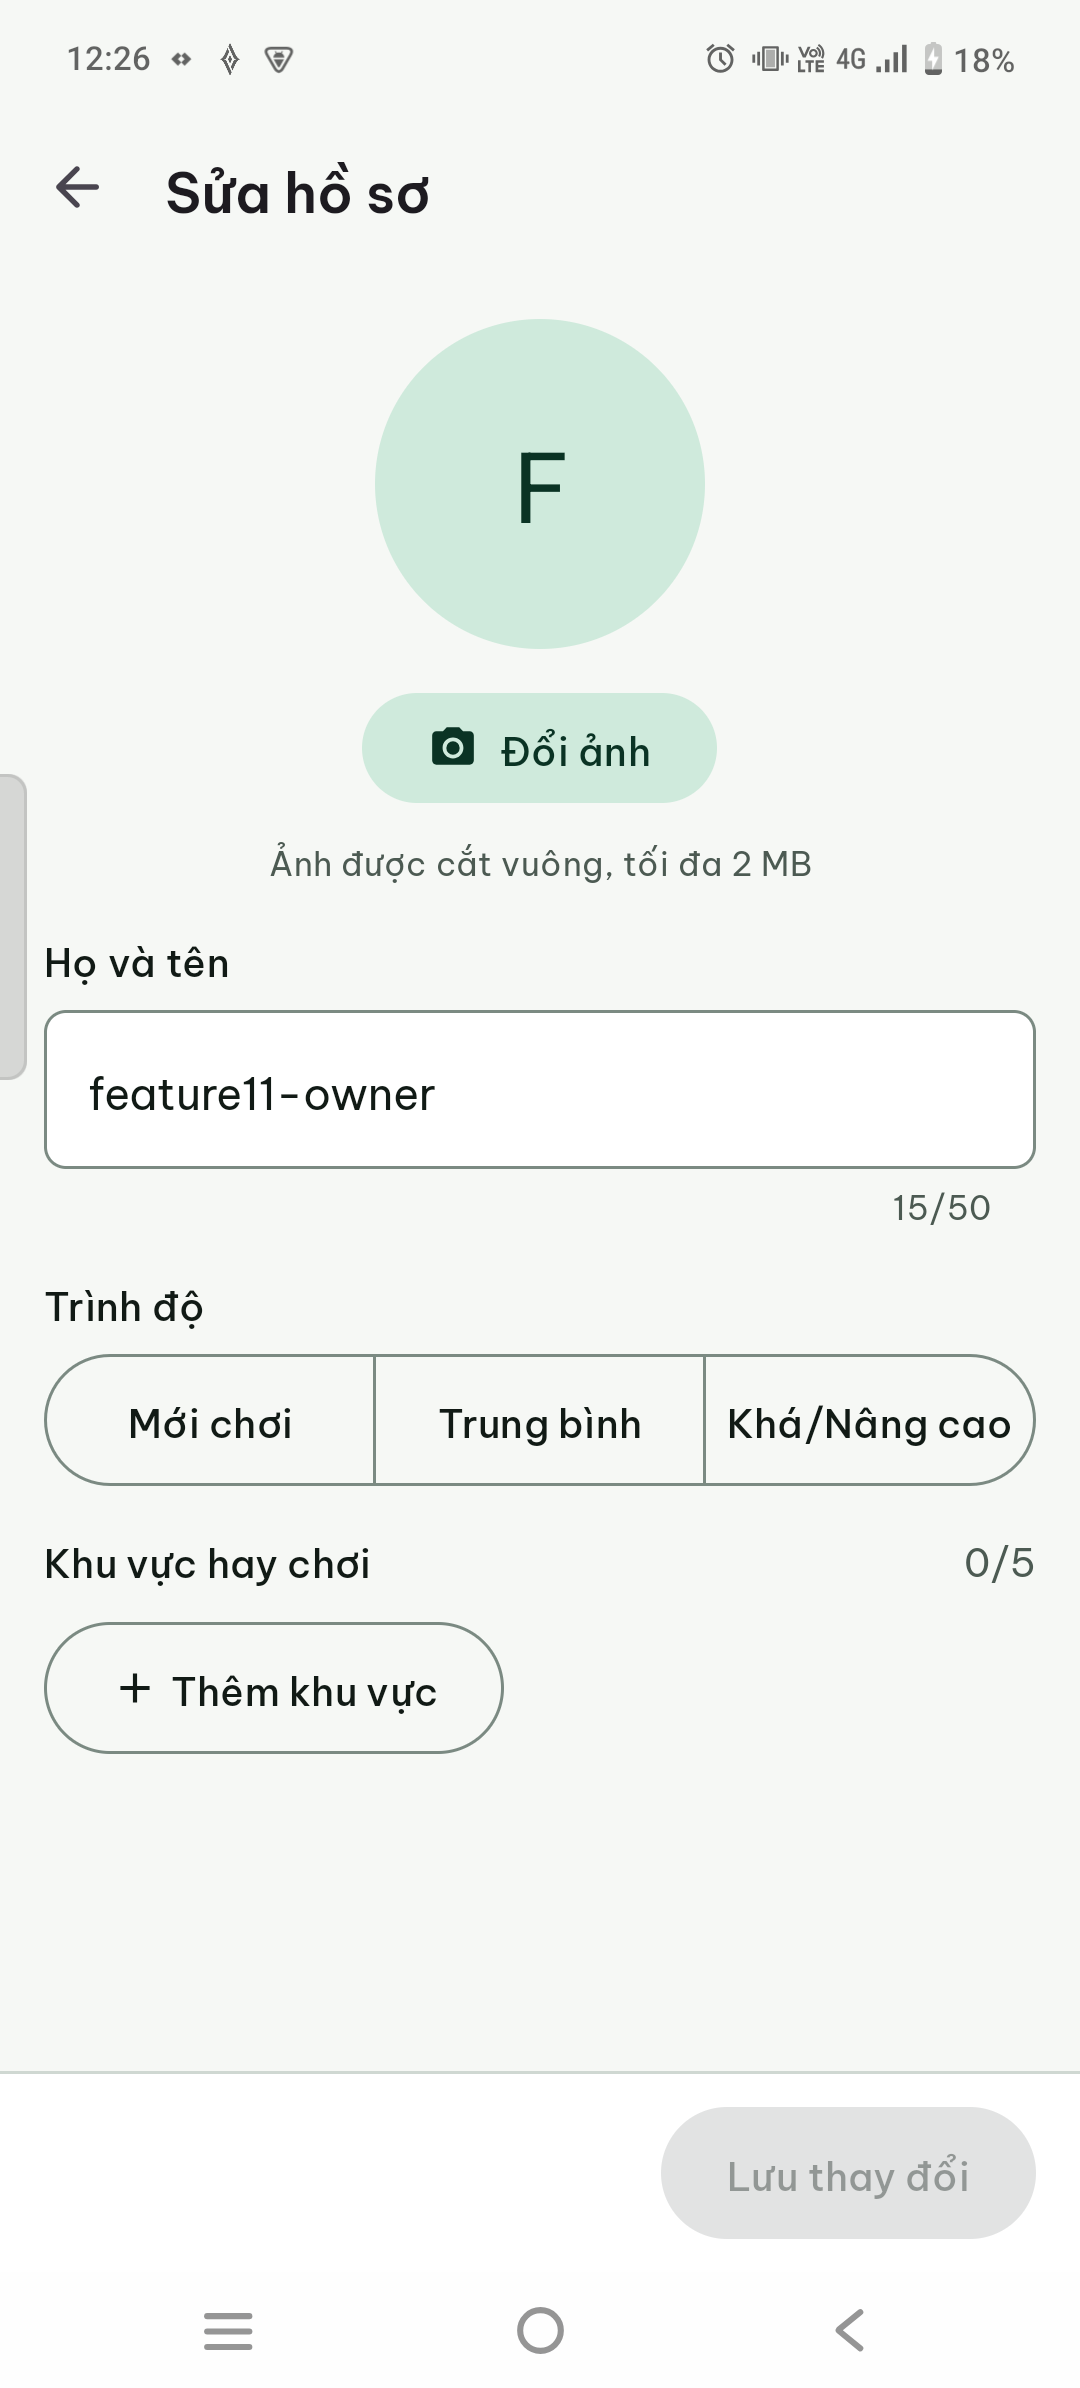 12:26 VoLTE 4G 18%
Sửa hồ sơ
F
Đổi ảnh
Ảnh được cắt vuông, tối đa 2 MB
Họ và tên
feature11-owner
15/50
Trình độ
Mới chơi Trung bình Khá/Nâng cao
Khu vực hay chơi 0/5
+ Thêm khu vực
Lưu thay đổi